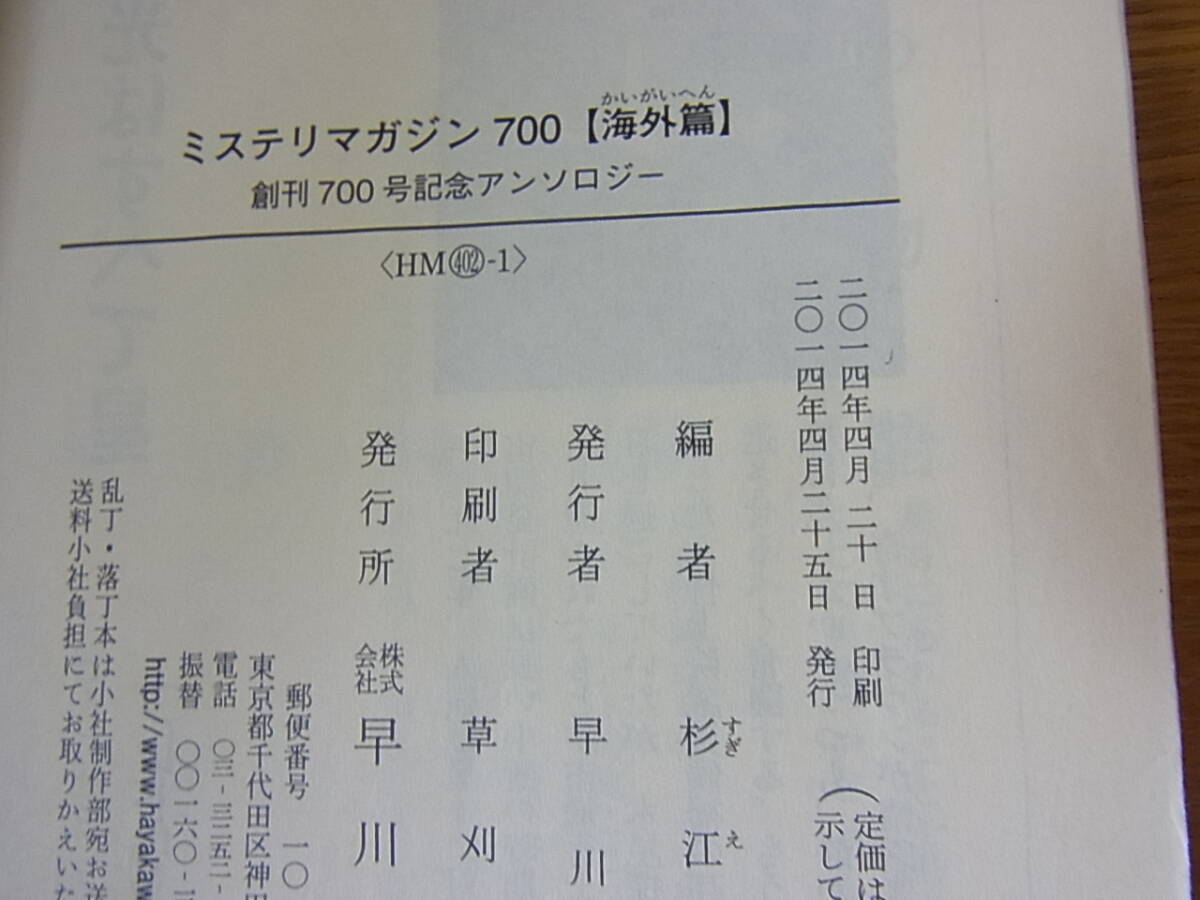 かいがいへん
ミステリマガジン700【海外篇】
創刊700号記念アンソロジー
〈HM㊷-1〉
二〇一四年四月二十日 印刷
二〇一四年四月二十五日 発行
(定価は
示して
編者 杉江
すぎ え
発行者 早川
印刷者 草刈
発行所 株式会社 早川
郵便番号 一〇
東京都千代田区神田
電話 〇三-三二五二-
振替 〇〇一六〇-
http://www.hayakaw
乱丁・落丁本は小社制作部宛お送
送料小社負担にてお取りかえいた